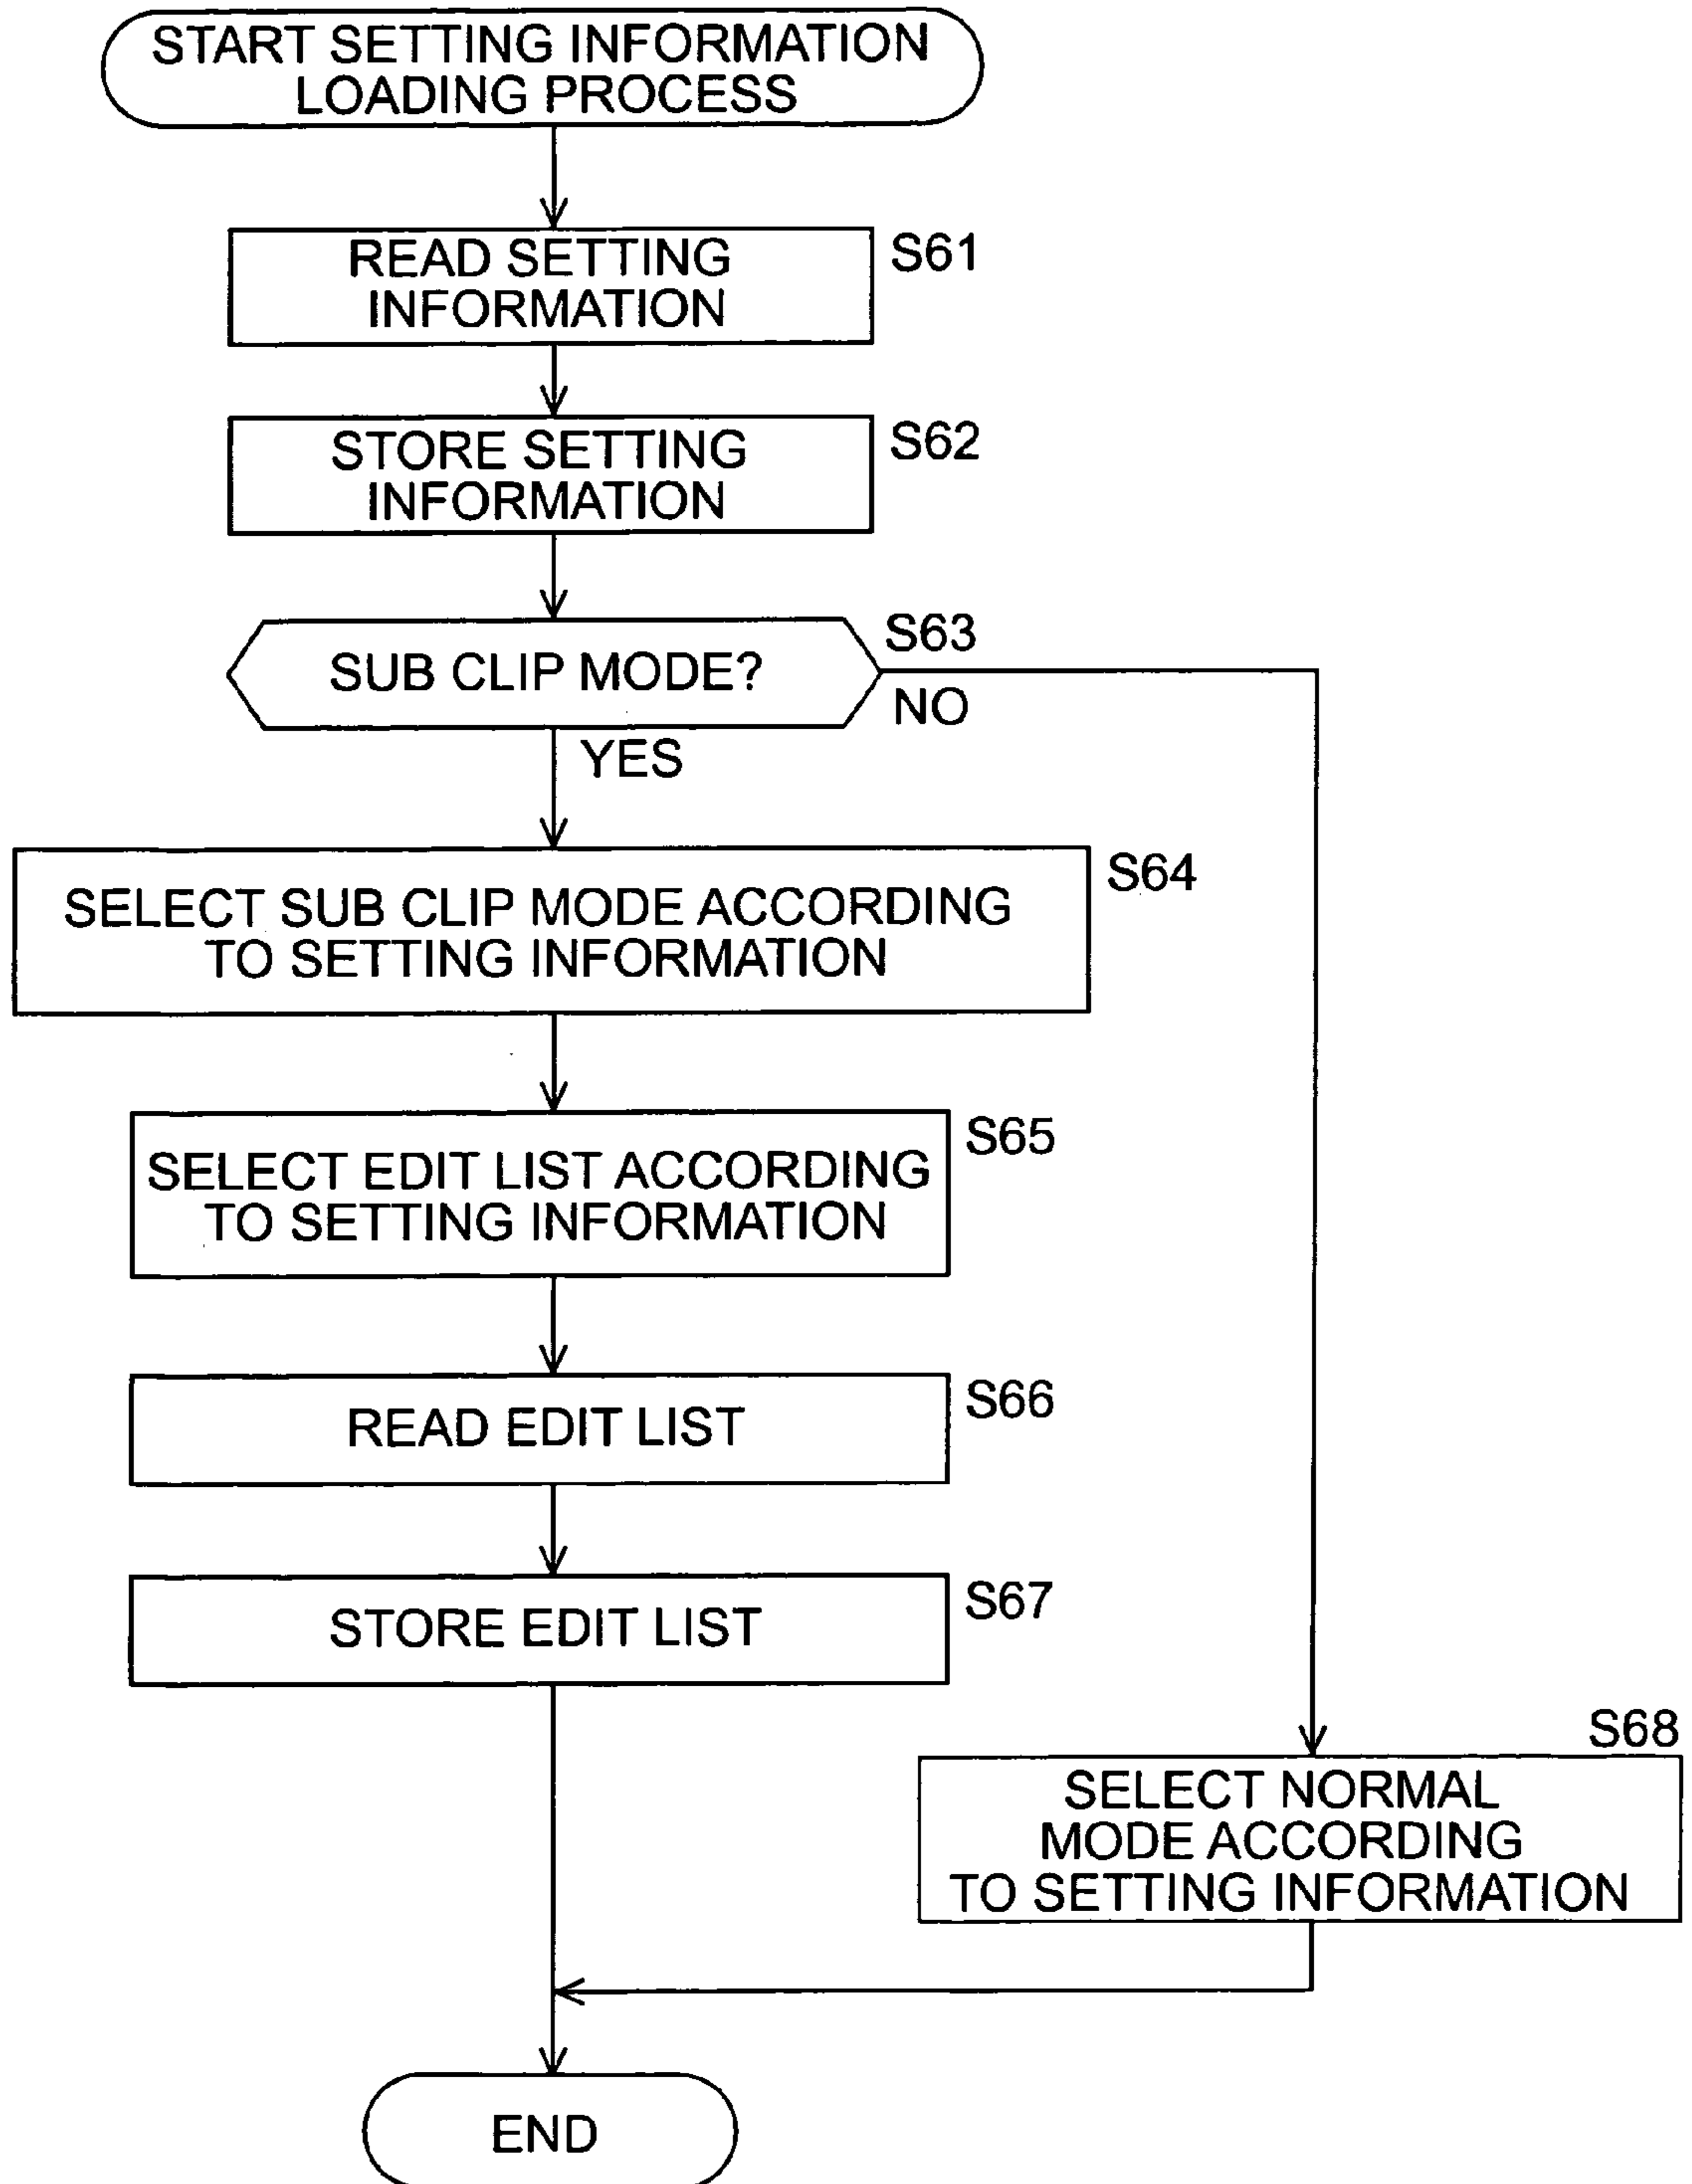 START SETTING INFORMATION
LOADING PROCESS
READ SETTING
INFORMATION
S61
STORE SETTING
INFORMATION
S62
SUB CLIP MODE?
S63
NO
YES
SELECT SUB CLIP MODE ACCORDING
TO SETTING INFORMATION
S64
SELECT EDIT LIST ACCORDING
TO SETTING INFORMATION
S65
READ EDIT LIST
S66
STORE EDIT LIST
S67
S68
SELECT NORMAL
MODE ACCORDING
TO SETTING INFORMATION
END